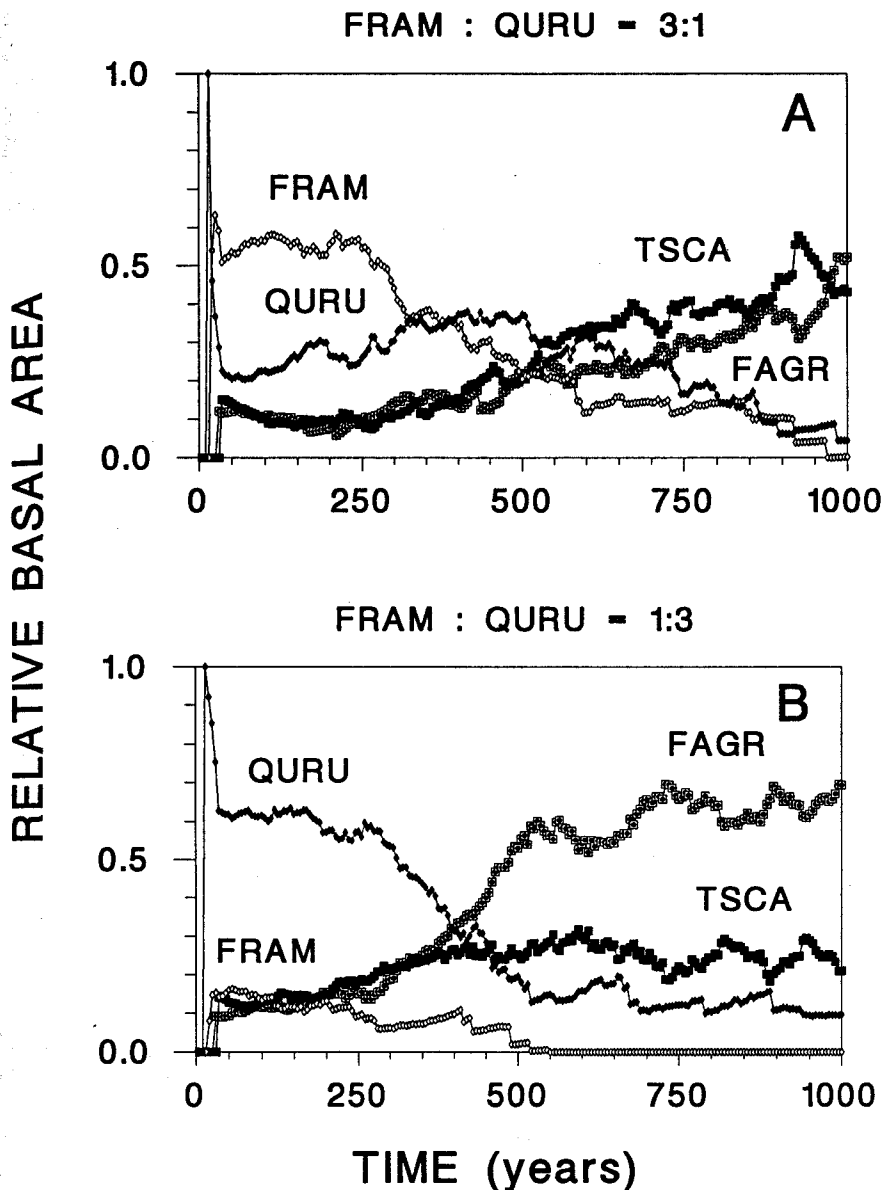 FRAM : QURU = 3:1
A
1.0
0.5
0.0
FRAM
QURU
TSCA
FAGR
0 250 500 750 1000
RELATIVE BASAL AREA
FRAM : QURU = 1:3
B
1.0
0.5
0.0
QURU
FRAM
FAGR
TSCA
0 250 500 750 1000
TIME (years)